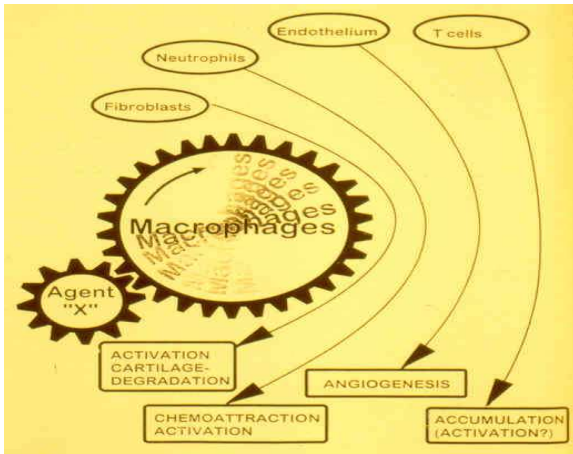 Endothelium
T cells
Neutrophils
Fibroblasts
Macrophages
Agent
"X"
ACTIVATION
CARTILAGE-
DEGRADATION
ANGIOGENESIS
CHEMOATTRACTION
ACTIVATION
ACCUMULATION
(ACTIVATION?)